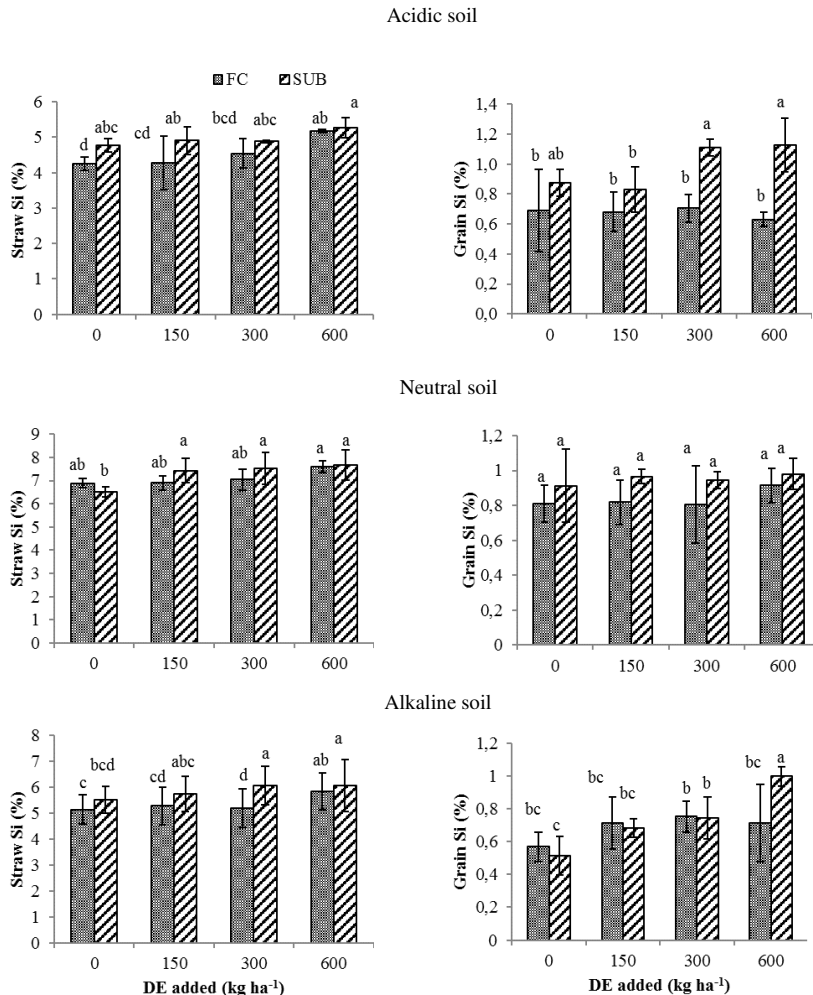 Acidic soil
FC SUB
Straw Si (%)
6
5
4
3
2
1
0
d abc cd ab bcd abc ab a
0 150 300 600
Grain Si (%)
1,4
1,2
1,0
0,8
0,6
0,4
0,2
0,0
b ab b b b a b a
0 150 300 600
Neutral soil
Straw Si (%)
9
8
7
6
5
4
3
2
1
0
ab b ab a ab a a a
0 150 300 600
Grain Si (%)
1,2
1
0,8
0,6
0,4
0,2
0
a a a a a a a a
0 150 300 600
Alkaline soil
Straw Si (%)
8
7
6
5
4
3
2
1
0
c bcd cd abc d a ab a
0 150 300 600
DE added (kg ha⁻¹)
Grain Si (%)
1,2
1
0,8
0,6
0,4
0,2
0
bc c bc bc b b bc a
0 150 300 600
DE added (kg ha⁻¹)